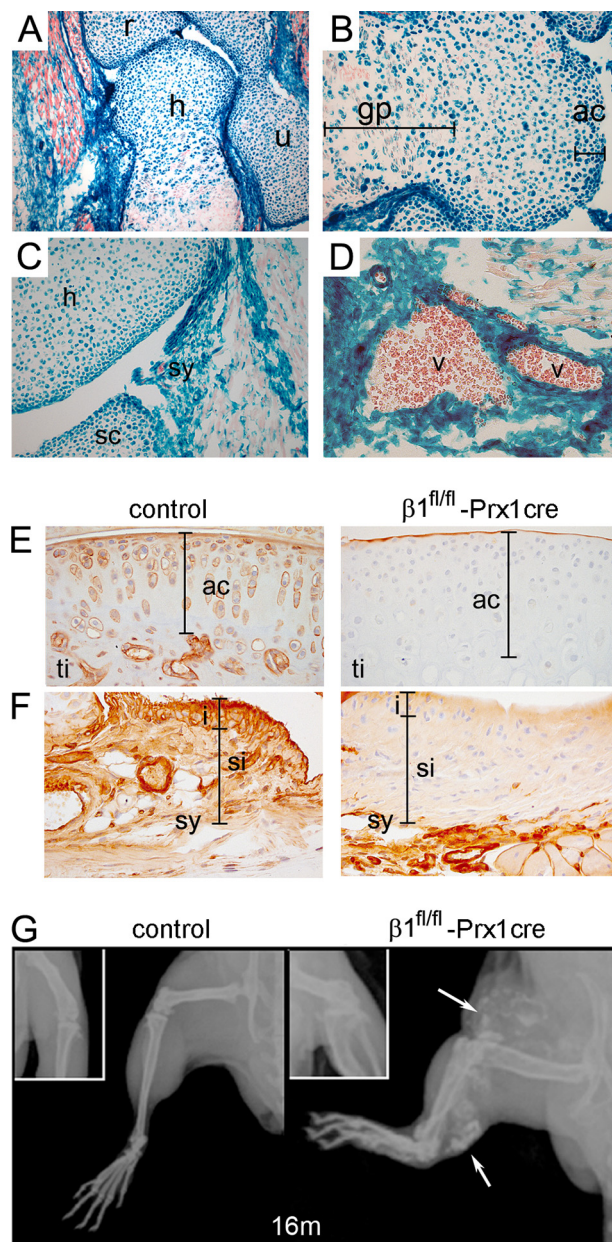 A
r
h
u
B
gp
ac
C
h
sy
sc
D
v
v
control
β1fl/fl -Prx1cre
E
ac
ti
ac
ti
F
i
si
sy
i
si
sy
G
control
β1fl/fl -Prx1cre
16m